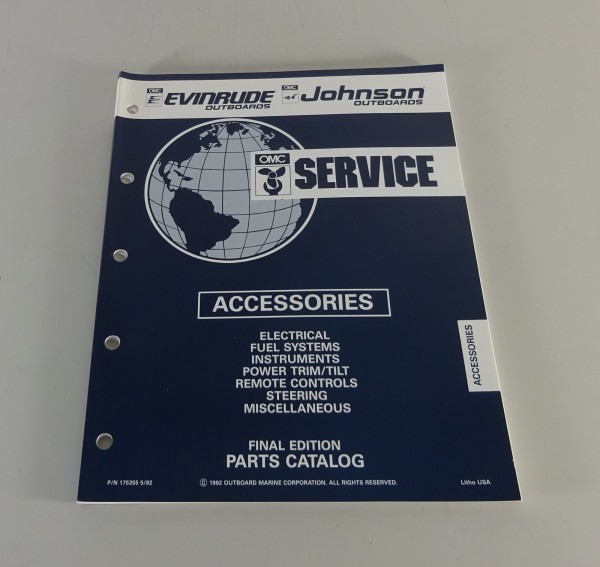 OMC EVINRUDE OUTBOARDS OMC Johnson OUTBOARDS
OMC SERVICE
ACCESSORIES
ELECTRICAL
FUEL SYSTEMS
INSTRUMENTS
POWER TRIM/TILT
REMOTE CONTROLS
STEERING
MISCELLANEOUS
ACCESSORIES
FINAL EDITION
PARTS CATALOG
P/N 175355 5/92 © 1992 OUTBOARD MARINE CORPORATION. ALL RIGHTS RESERVED. Litho USA